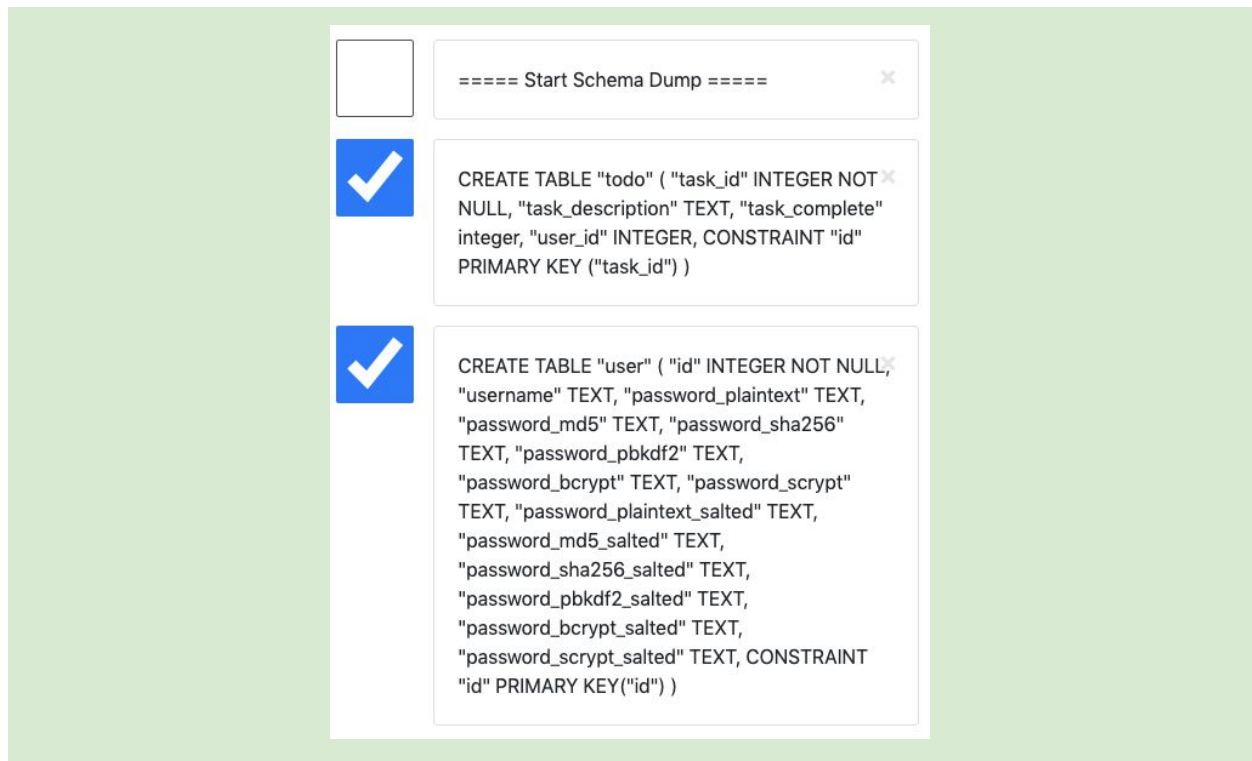 ===== Start Schema Dump =====
×
CREATE TABLE "todo" ( "task_id" INTEGER NOT
×
NULL, "task_description" TEXT, "task_complete"
integer, "user_id" INTEGER, CONSTRAINT "id"
PRIMARY KEY ("task_id") )
CREATE TABLE "user" ( "id" INTEGER NOT NULL,
×
"username" TEXT, "password_plaintext" TEXT,
"password_md5" TEXT, "password_sha256"
TEXT, "password_pbkdf2" TEXT,
"password_bcrypt" TEXT, "password_scrypt"
TEXT, "password_plaintext_salted" TEXT,
"password_md5_salted" TEXT,
"password_sha256_salted" TEXT,
"password_pbkdf2_salted" TEXT,
"password_bcrypt_salted" TEXT,
"password_scrypt_salted" TEXT, CONSTRAINT
"id" PRIMARY KEY("id") )